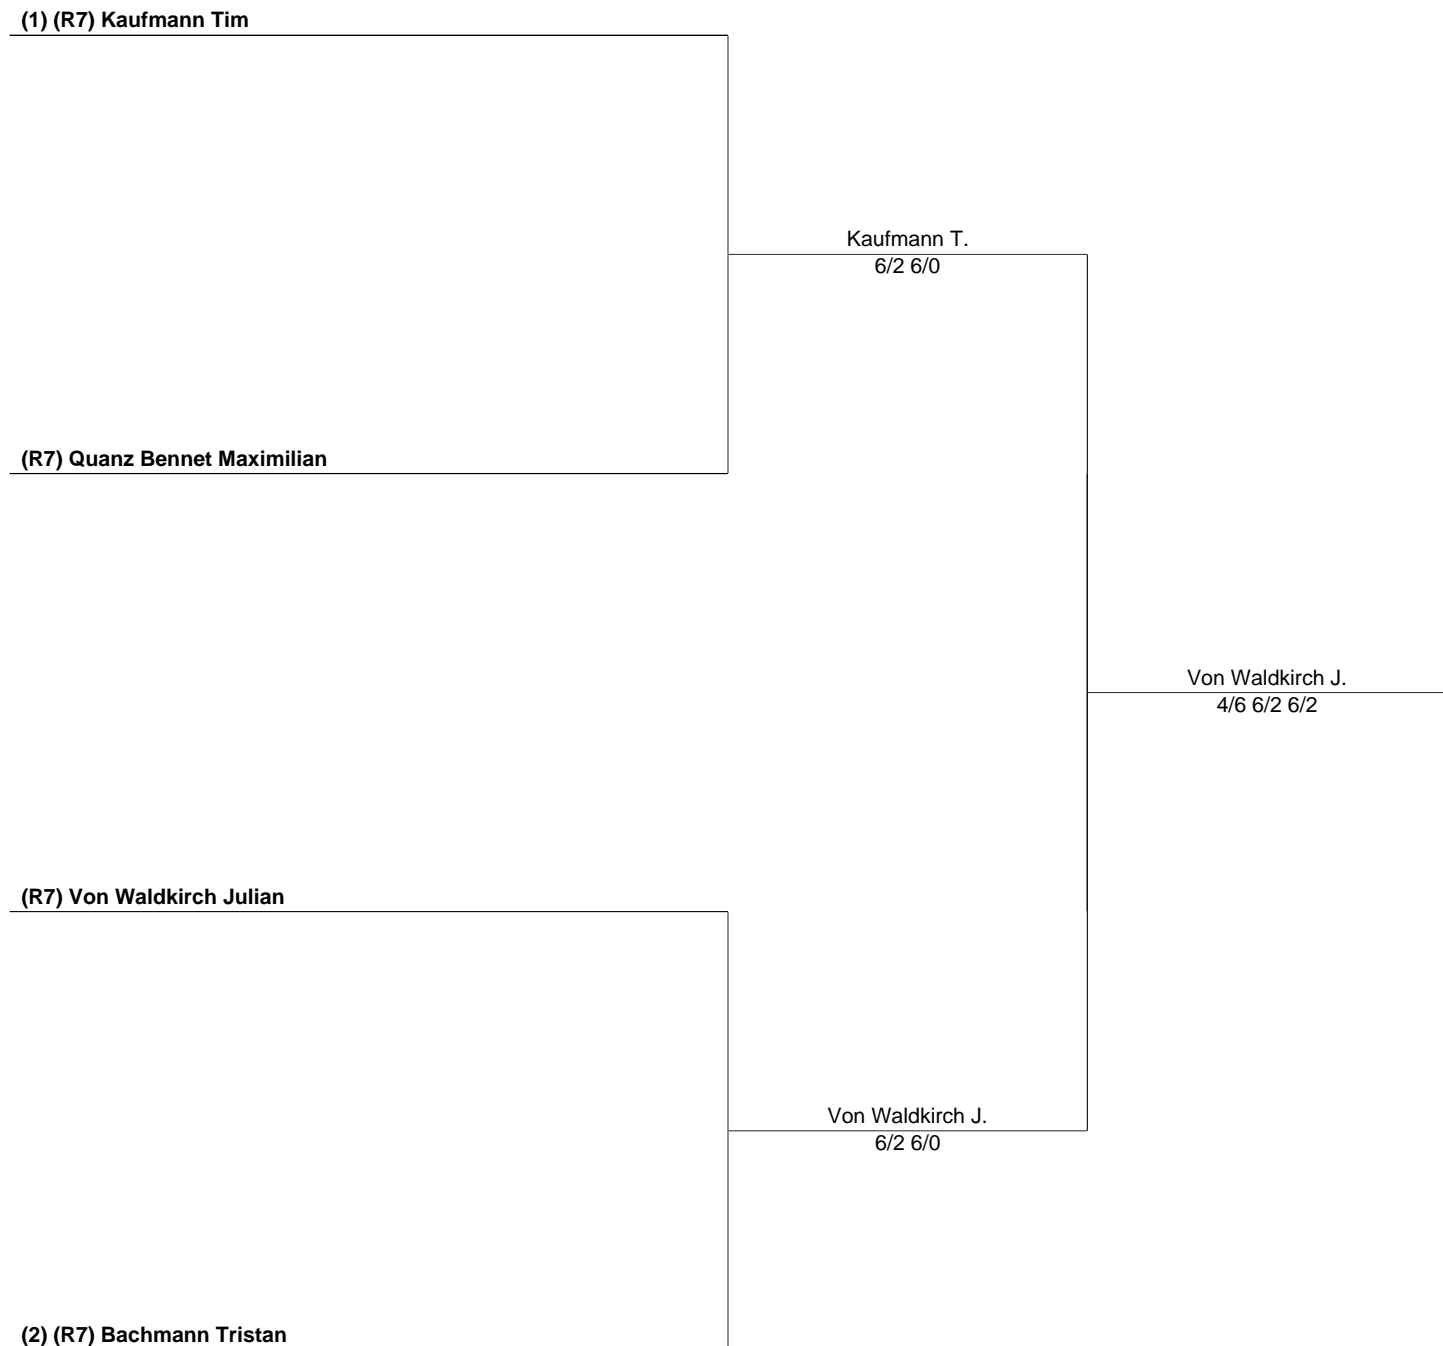 (1) (R7) Kaufmann Tim
Kaufmann T.
6/2 6/0
(R7) Quanz Bennet Maximilian
Von Waldkirch J.
4/6 6/2 6/2
(R7) Von Waldkirch Julian
Von Waldkirch J.
6/2 6/0
(2) (R7) Bachmann Tristan